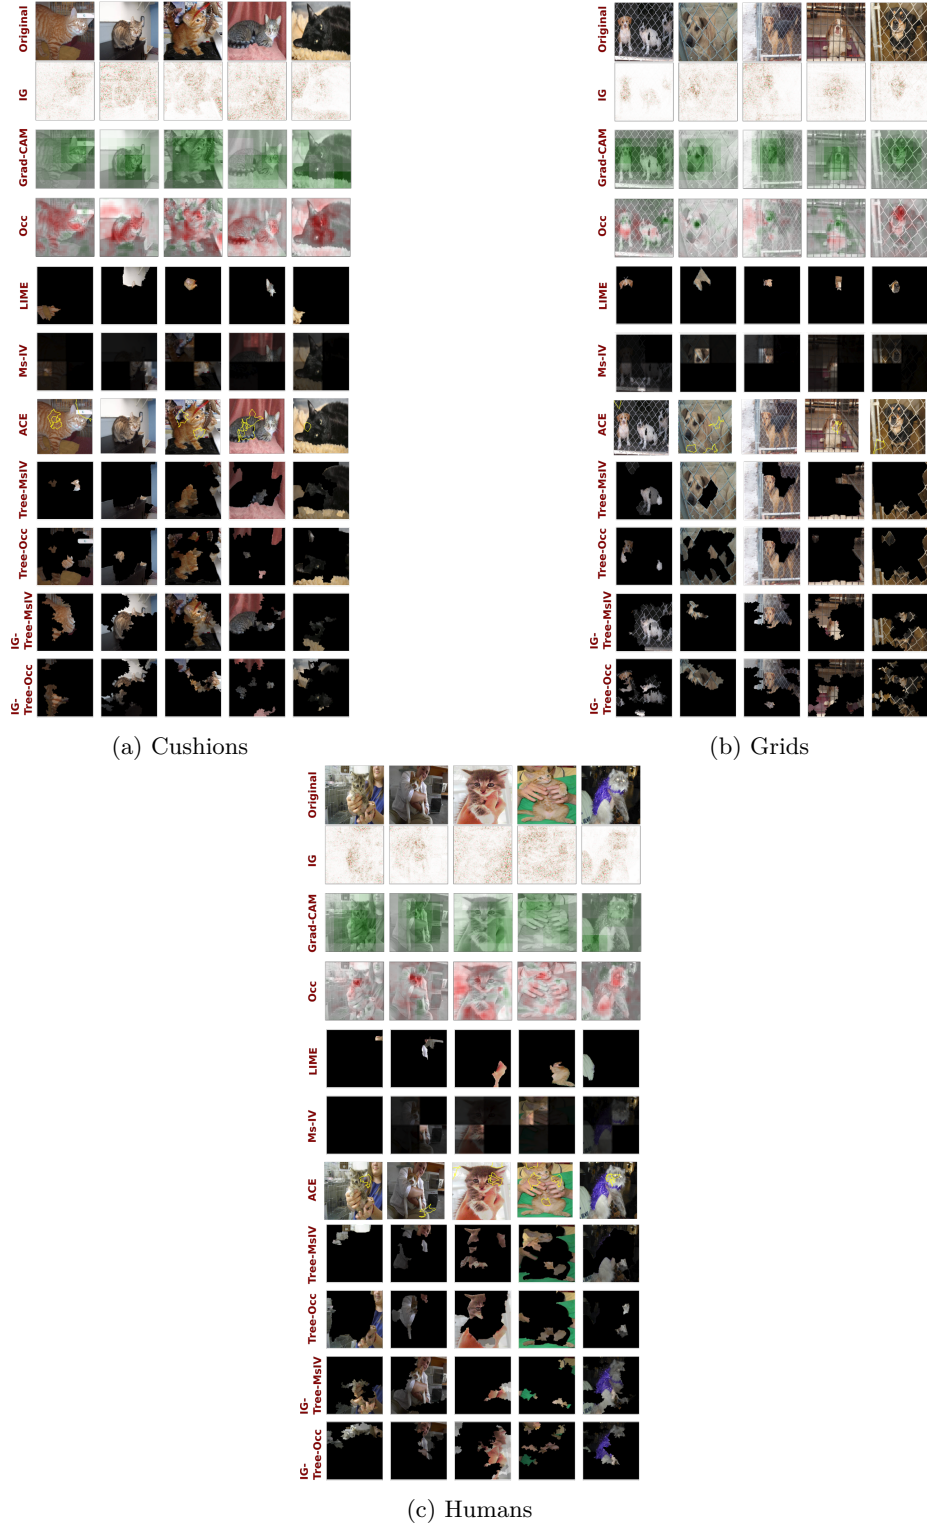 Original
IG
Grad-CAM
Occ
LIME
Ms-IV
ACE
Tree-MsIV
Tree-Occ
IG-
Tree-MsIV
IG-
Tree-Occ
(a) Cushions
Original
IG
Grad-CAM
Occ
LIME
Ms-IV
ACE
Tree-MsIV
Tree-Occ
IG-
Tree-MsIV
IG-
Tree-Occ
(b) Grids
Original
IG
Grad-CAM
Occ
LIME
Ms-IV
ACE
Tree-MsIV
Tree-Occ
IG-
Tree-MsIV
IG-
Tree-Occ
(c) Humans